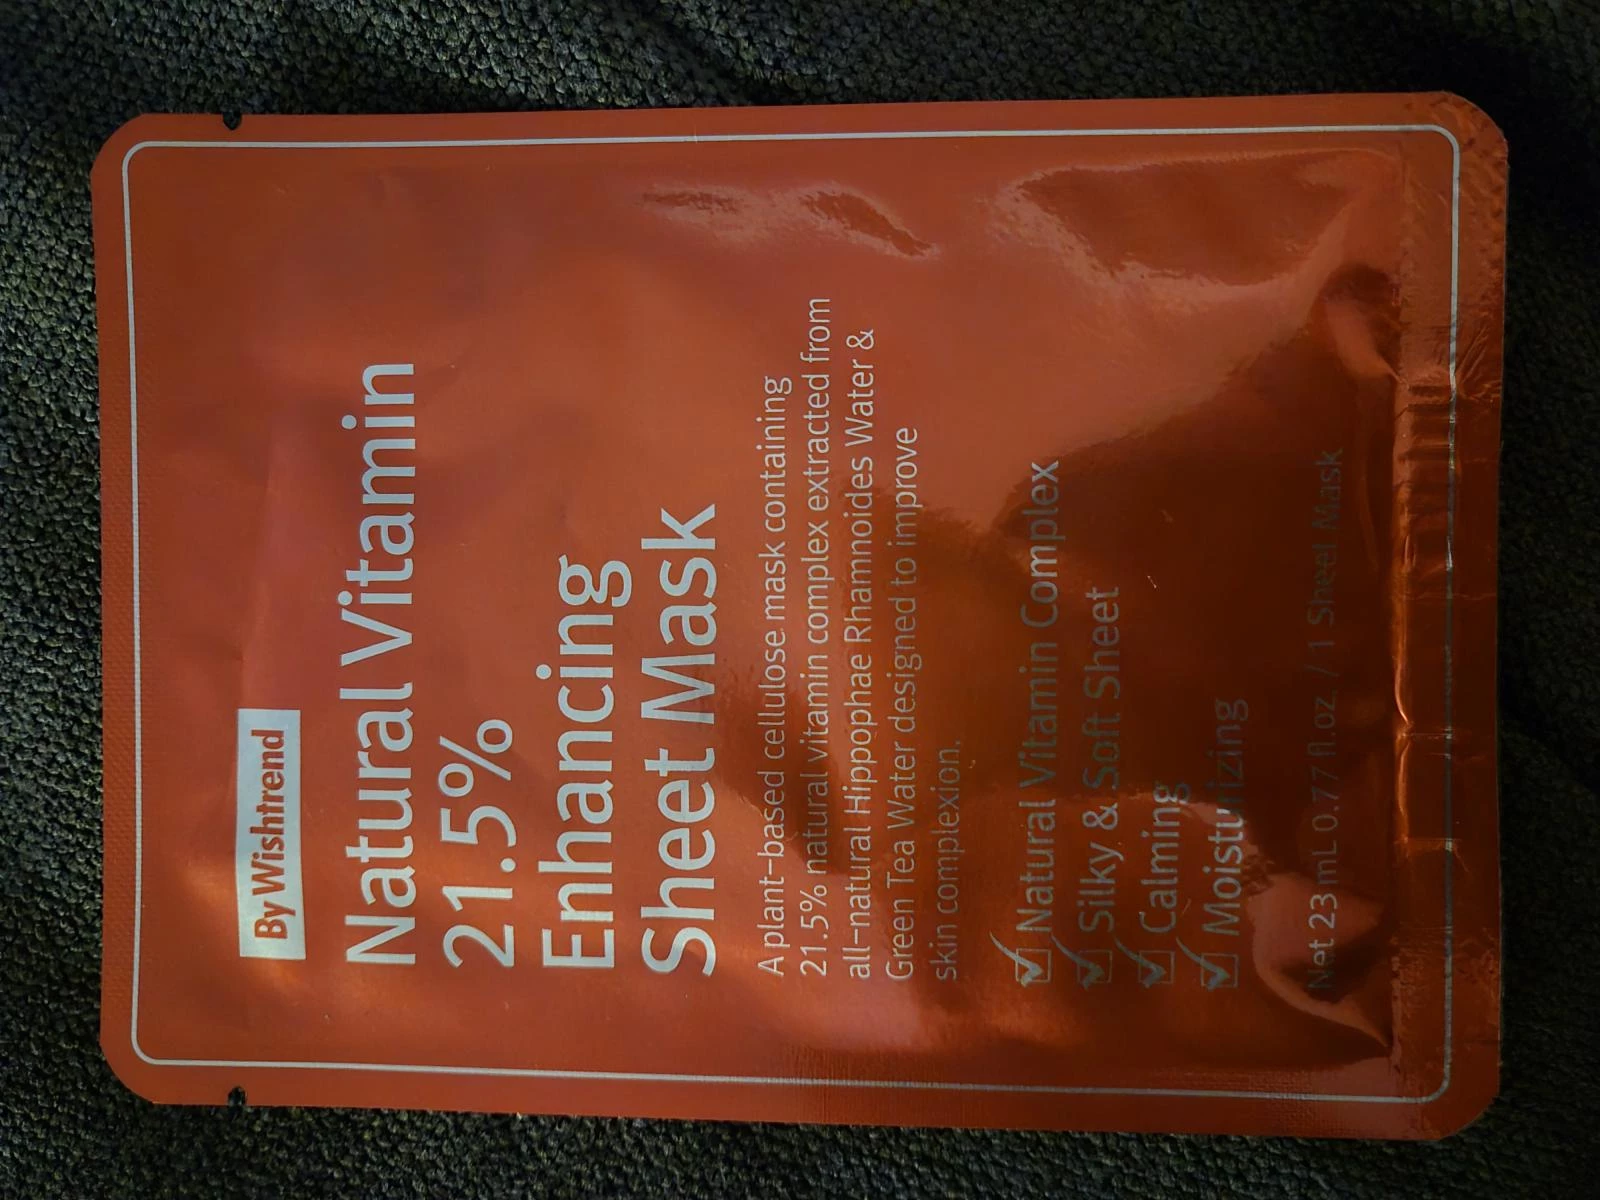 By Wishtrend
Natural Vitamin
21.5%
Enhancing
Sheet Mask
A plant-based cellulose mask containing
21.5% natural vitamin complex extracted from
all-natural Hippophae Rhamnoides Water &
Green Tea Water designed to improve
skin complexion.
Natural Vitamin Complex
Silky & Soft Sheet
Calming
Moisturizing
Net 23 mL 0.77 fl.oz. / 1 Sheet Mask